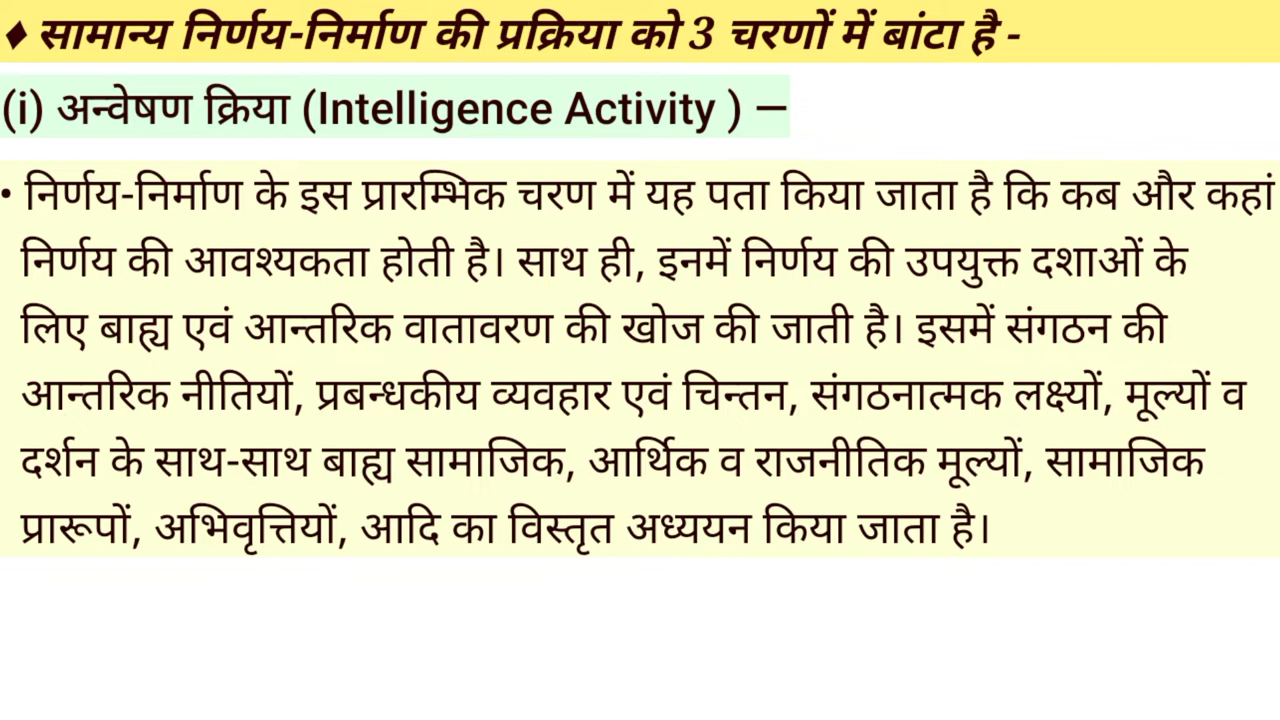 ♦ सामान्य निर्णय-निर्माण की प्रक्रिया को 3 चरणों में बांटा है -
(i) अन्वेषण क्रिया (Intelligence Activity ) —
• निर्णय-निर्माण के इस प्रारम्भिक चरण में यह पता किया जाता है कि कब और कहां
निर्णय की आवश्यकता होती है। साथ ही, इनमें निर्णय की उपयुक्त दशाओं के
लिए बाह्य एवं आन्तरिक वातावरण की खोज की जाती है। इसमें संगठन की
आन्तरिक नीतियों, प्रबन्धकीय व्यवहार एवं चिन्तन, संगठनात्मक लक्ष्यों, मूल्यों व
दर्शन के साथ-साथ बाह्य सामाजिक, आर्थिक व राजनीतिक मूल्यों, सामाजिक
प्रारूपों, अभिवृत्तियों, आदि का विस्तृत अध्ययन किया जाता है।